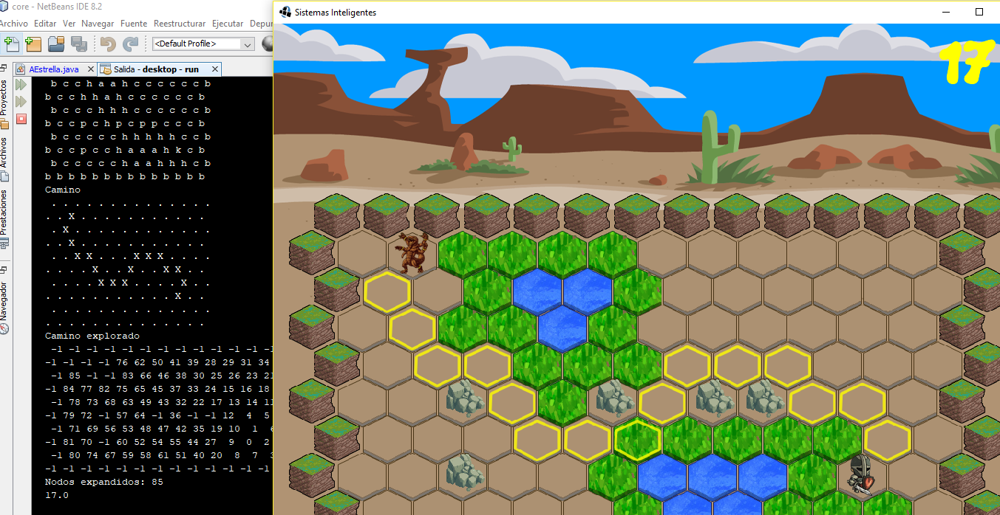 core - NetBeans IDE 8.2
Archivo Editar Ver Navegar Fuente Reestructurar Ejecutar Depur
<Default Profile>
AEstrella.java
Salida - desktop - run
Proyectos
Archivos
Prestaciones
Navegador
b c c h a a h c c c c c c b
b c c h h a h c c c c c c b
b c c c h h h c c c c c c b
b c c p c h p c p p c c c b
b c c c c c h h h h h c c b
b c c p c c h a a a h k c b
b c c c c c h a a h h h c b
b b b b b b b b b b b b b b
Camino
. . . . . . . . . . . . . .
. . X . . . . . . . . . . .
. X . . . . . . . . . . . .
. . X . . . . . . . . . . .
. . X X . . . X X X . . . .
. . . . X . . X . . X X . .
. . . . X X X . . . . X . .
. . . . . . . . . . . X . .
. . . . . . . . . . . . . .
. . . . . . . . . . . . . .
Camino explorado
-1 -1 -1 -1 -1 -1 -1 -1 -1 -1 -1 -1 -1
-1 -1 -1 -1 76 62 50 41 39 28 29 31 34
-1 85 -1 -1 83 66 46 38 30 25 26 23 21
-1 84 77 82 75 65 45 37 33 24 15 16 18
-1 78 73 68 63 49 43 32 22 17 13 14 11
-1 79 72 -1 57 64 -1 36 -1 -1 12 4 5
-1 71 69 56 53 48 47 42 35 19 10 1 6
-1 81 70 -1 60 52 54 55 44 27 9 0 2
-1 80 74 67 59 58 61 51 40 20 8 7 3
-1 -1 -1 -1 -1 -1 -1 -1 -1 -1 -1 -1 -1
Nodos expandidos: 85
17.0
Sistemas Inteligentes
17